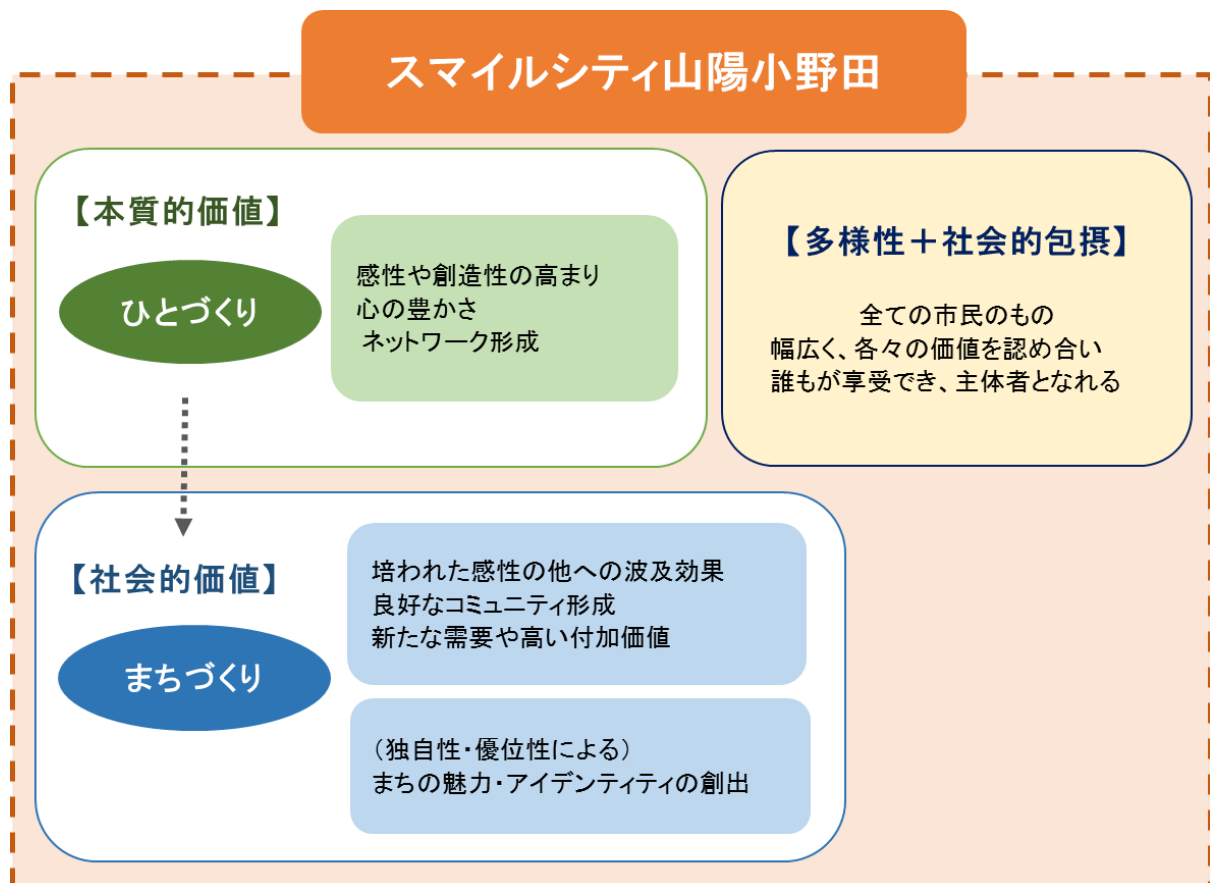 スマイルシティ山陽小野田
【本質的価値】
ひとづくり
感性や創造性の高まり
心の豊かさ
ネットワーク形成
【多様性＋社会的包摂】
全ての市民のもの
幅広く、各々の価値を認め合い
誰もが享受でき、主体者となれる
【社会的価値】
まちづくり
培われた感性の他への波及効果
良好なコミュニティ形成
新たな需要や高い付加価値
（独自性・優位性による）
まちの魅力・アイデンティティの創出